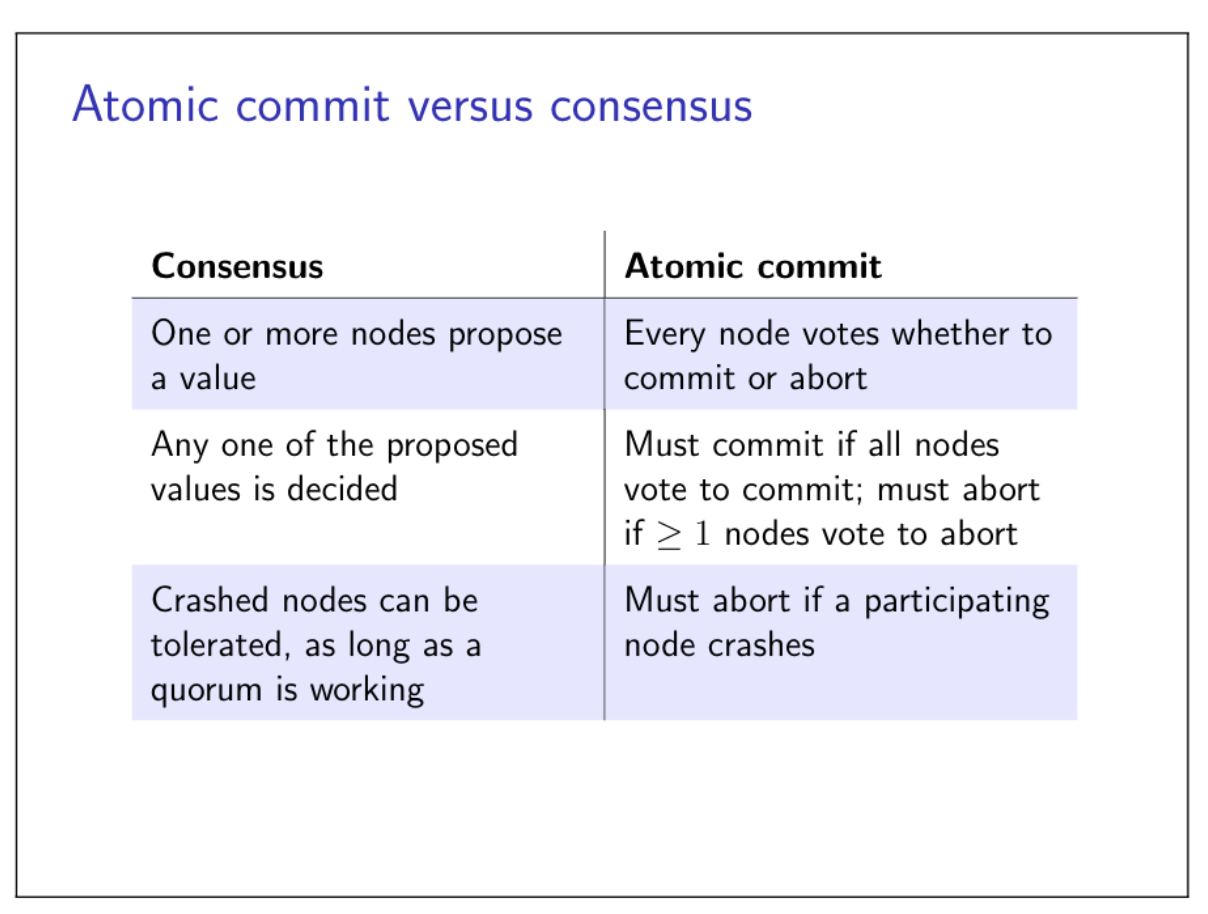 Atomic commit versus consensus
Consensus
Atomic commit
One or more nodes propose
a value
Every node votes whether to
commit or abort
Any one of the proposed
values is decided
Must commit if all nodes
vote to commit; must abort
if ≥ 1 nodes vote to abort
Crashed nodes can be
tolerated, as long as a
quorum is working
Must abort if a participating
node crashes